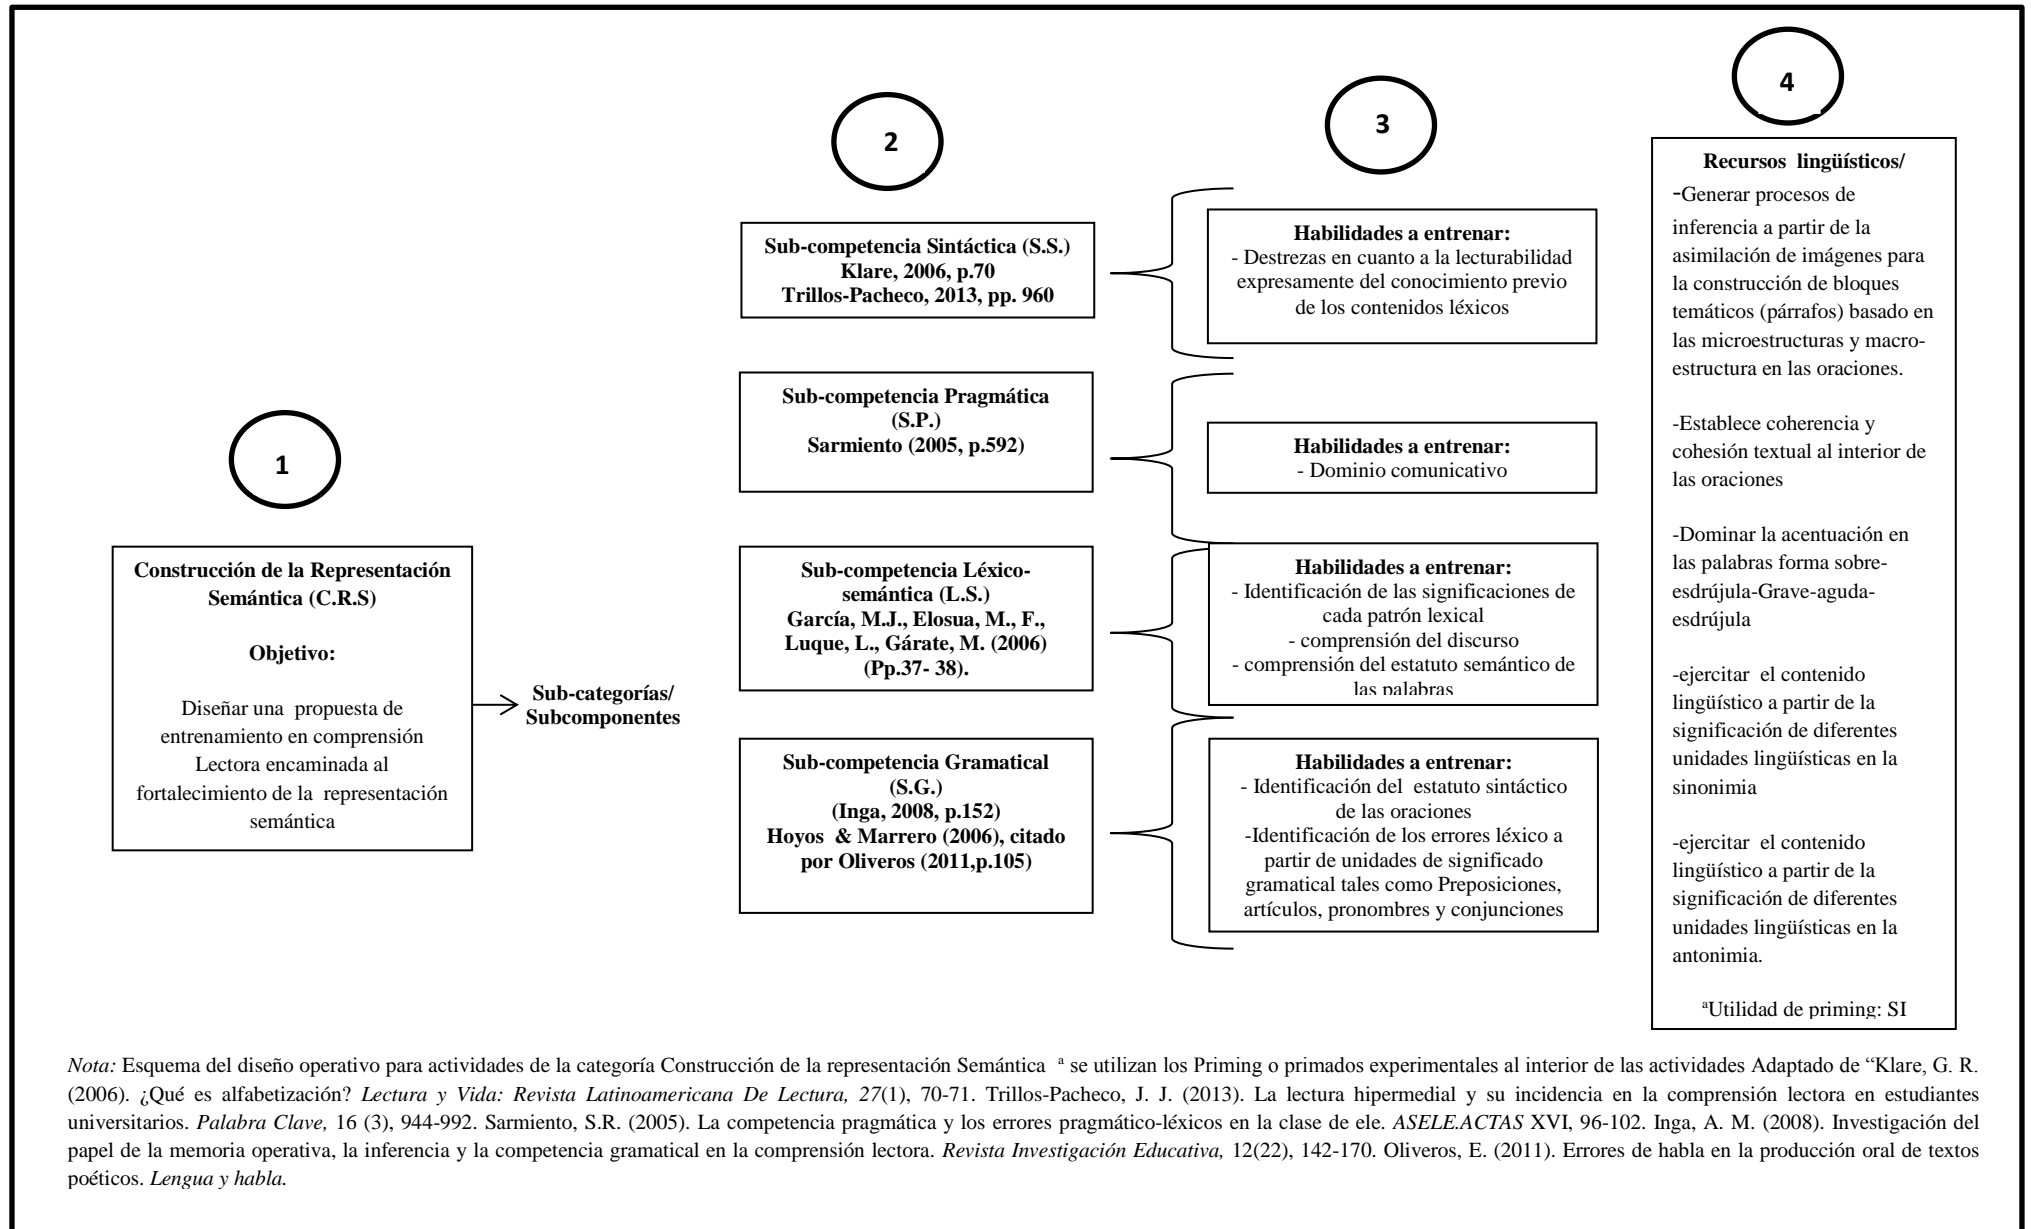 1
Construcción de la Representación
Semántica (C.R.S)
Objetivo:
Diseñar una propuesta de
entrenamiento en comprensión
Lectora encaminada al
fortalecimiento de la representación
semántica
Sub-categorías/
Subcomponentes
2
Sub-competencia Sintáctica (S.S.)
Klare, 2006, p.70
Trillos-Pacheco, 2013, pp. 960
Sub-competencia Pragmática
(S.P.)
Sarmiento (2005, p.592)
Sub-competencia Léxico-
semántica (L.S.)
García, M.J., Elosua, M., F.,
Luque, L., Gárate, M. (2006)
(Pp.37- 38).
Sub-competencia Gramatical
(S.G.)
(Inga, 2008, p.152)
Hoyos & Marrero (2006), citado
por Oliveros (2011,p.105)
3
Habilidades a entrenar:
- Destrezas en cuanto a la lecturabilidad
expresamente del conocimiento previo
de los contenidos léxicos
Habilidades a entrenar:
- Dominio comunicativo
Habilidades a entrenar:
- Identificación de las significaciones de
cada patrón lexical
- comprensión del discurso
- comprensión del estatuto semántico de
las palabras
Habilidades a entrenar:
- Identificación del estatuto sintáctico
de las oraciones
-Identificación de los errores léxico a
partir de unidades de significado
gramatical tales como Preposiciones,
artículos, pronombres y conjunciones
4
Recursos lingüísticos/
-Generar procesos de
inferencia a partir de la
asimilación de imágenes para
la construcción de bloques
temáticos (párrafos) basado en
las microestructuras y macro-
estructura en las oraciones.
-Establece coherencia y
cohesión textual al interior de
las oraciones
-Dominar la acentuación en
las palabras forma sobre-
esdrújula-Grave-aguda-
esdrújula
-ejercitar el contenido
lingüístico a partir de la
significación de diferentes
unidades lingüísticas en la
sinonimia
-ejercitar el contenido
lingüístico a partir de la
significación de diferentes
unidades lingüísticas en la
antonimia.
ᵃUtilidad de priming: SI
Nota: Esquema del diseño operativo para actividades de la categoría Construcción de la representación Semántica ᵃ se utilizan los Priming o primados experimentales al interior de las actividades Adaptado de “Klare, G. R.
(2006). ¿Qué es alfabetización? Lectura y Vida: Revista Latinoamericana De Lectura, 27(1), 70-71. Trillos-Pacheco, J. J. (2013). La lectura hipermedial y su incidencia en la comprensión lectora en estudiantes
universitarios. Palabra Clave, 16 (3), 944-992. Sarmiento, S.R. (2005). La competencia pragmática y los errores pragmático-léxicos en la clase de ele. ASELE.ACTAS XVI, 96-102. Inga, A. M. (2008). Investigación del
papel de la memoria operativa, la inferencia y la competencia gramatical en la comprensión lectora. Revista Investigación Educativa, 12(22), 142-170. Oliveros, E. (2011). Errores de habla en la producción oral de textos
poéticos. Lengua y habla.